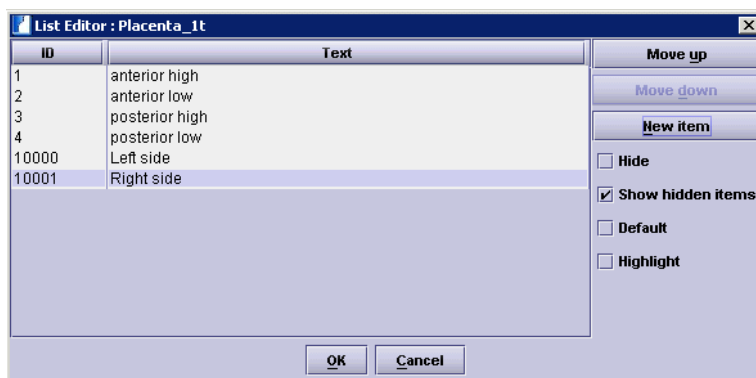 List Editor : Placenta_1t
ID Text
1 anterior high
2 anterior low
3 posterior high
4 posterior low
10000 Left side
10001 Right side
Move up
Move down
New item
Hide
Show hidden items
Default
Highlight
OK Cancel